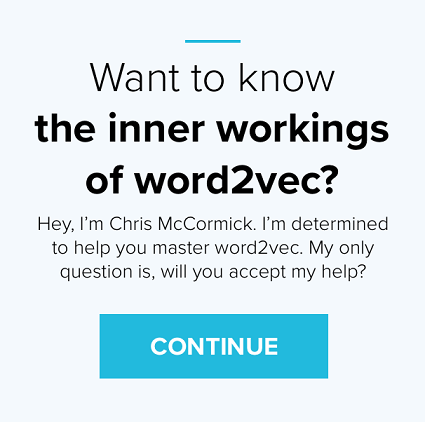 Want to know
the inner workings
of word2vec?
Hey, I'm Chris McCormick. I'm determined
to help you master word2vec. My only
question is, will you accept my help?
CONTINUE